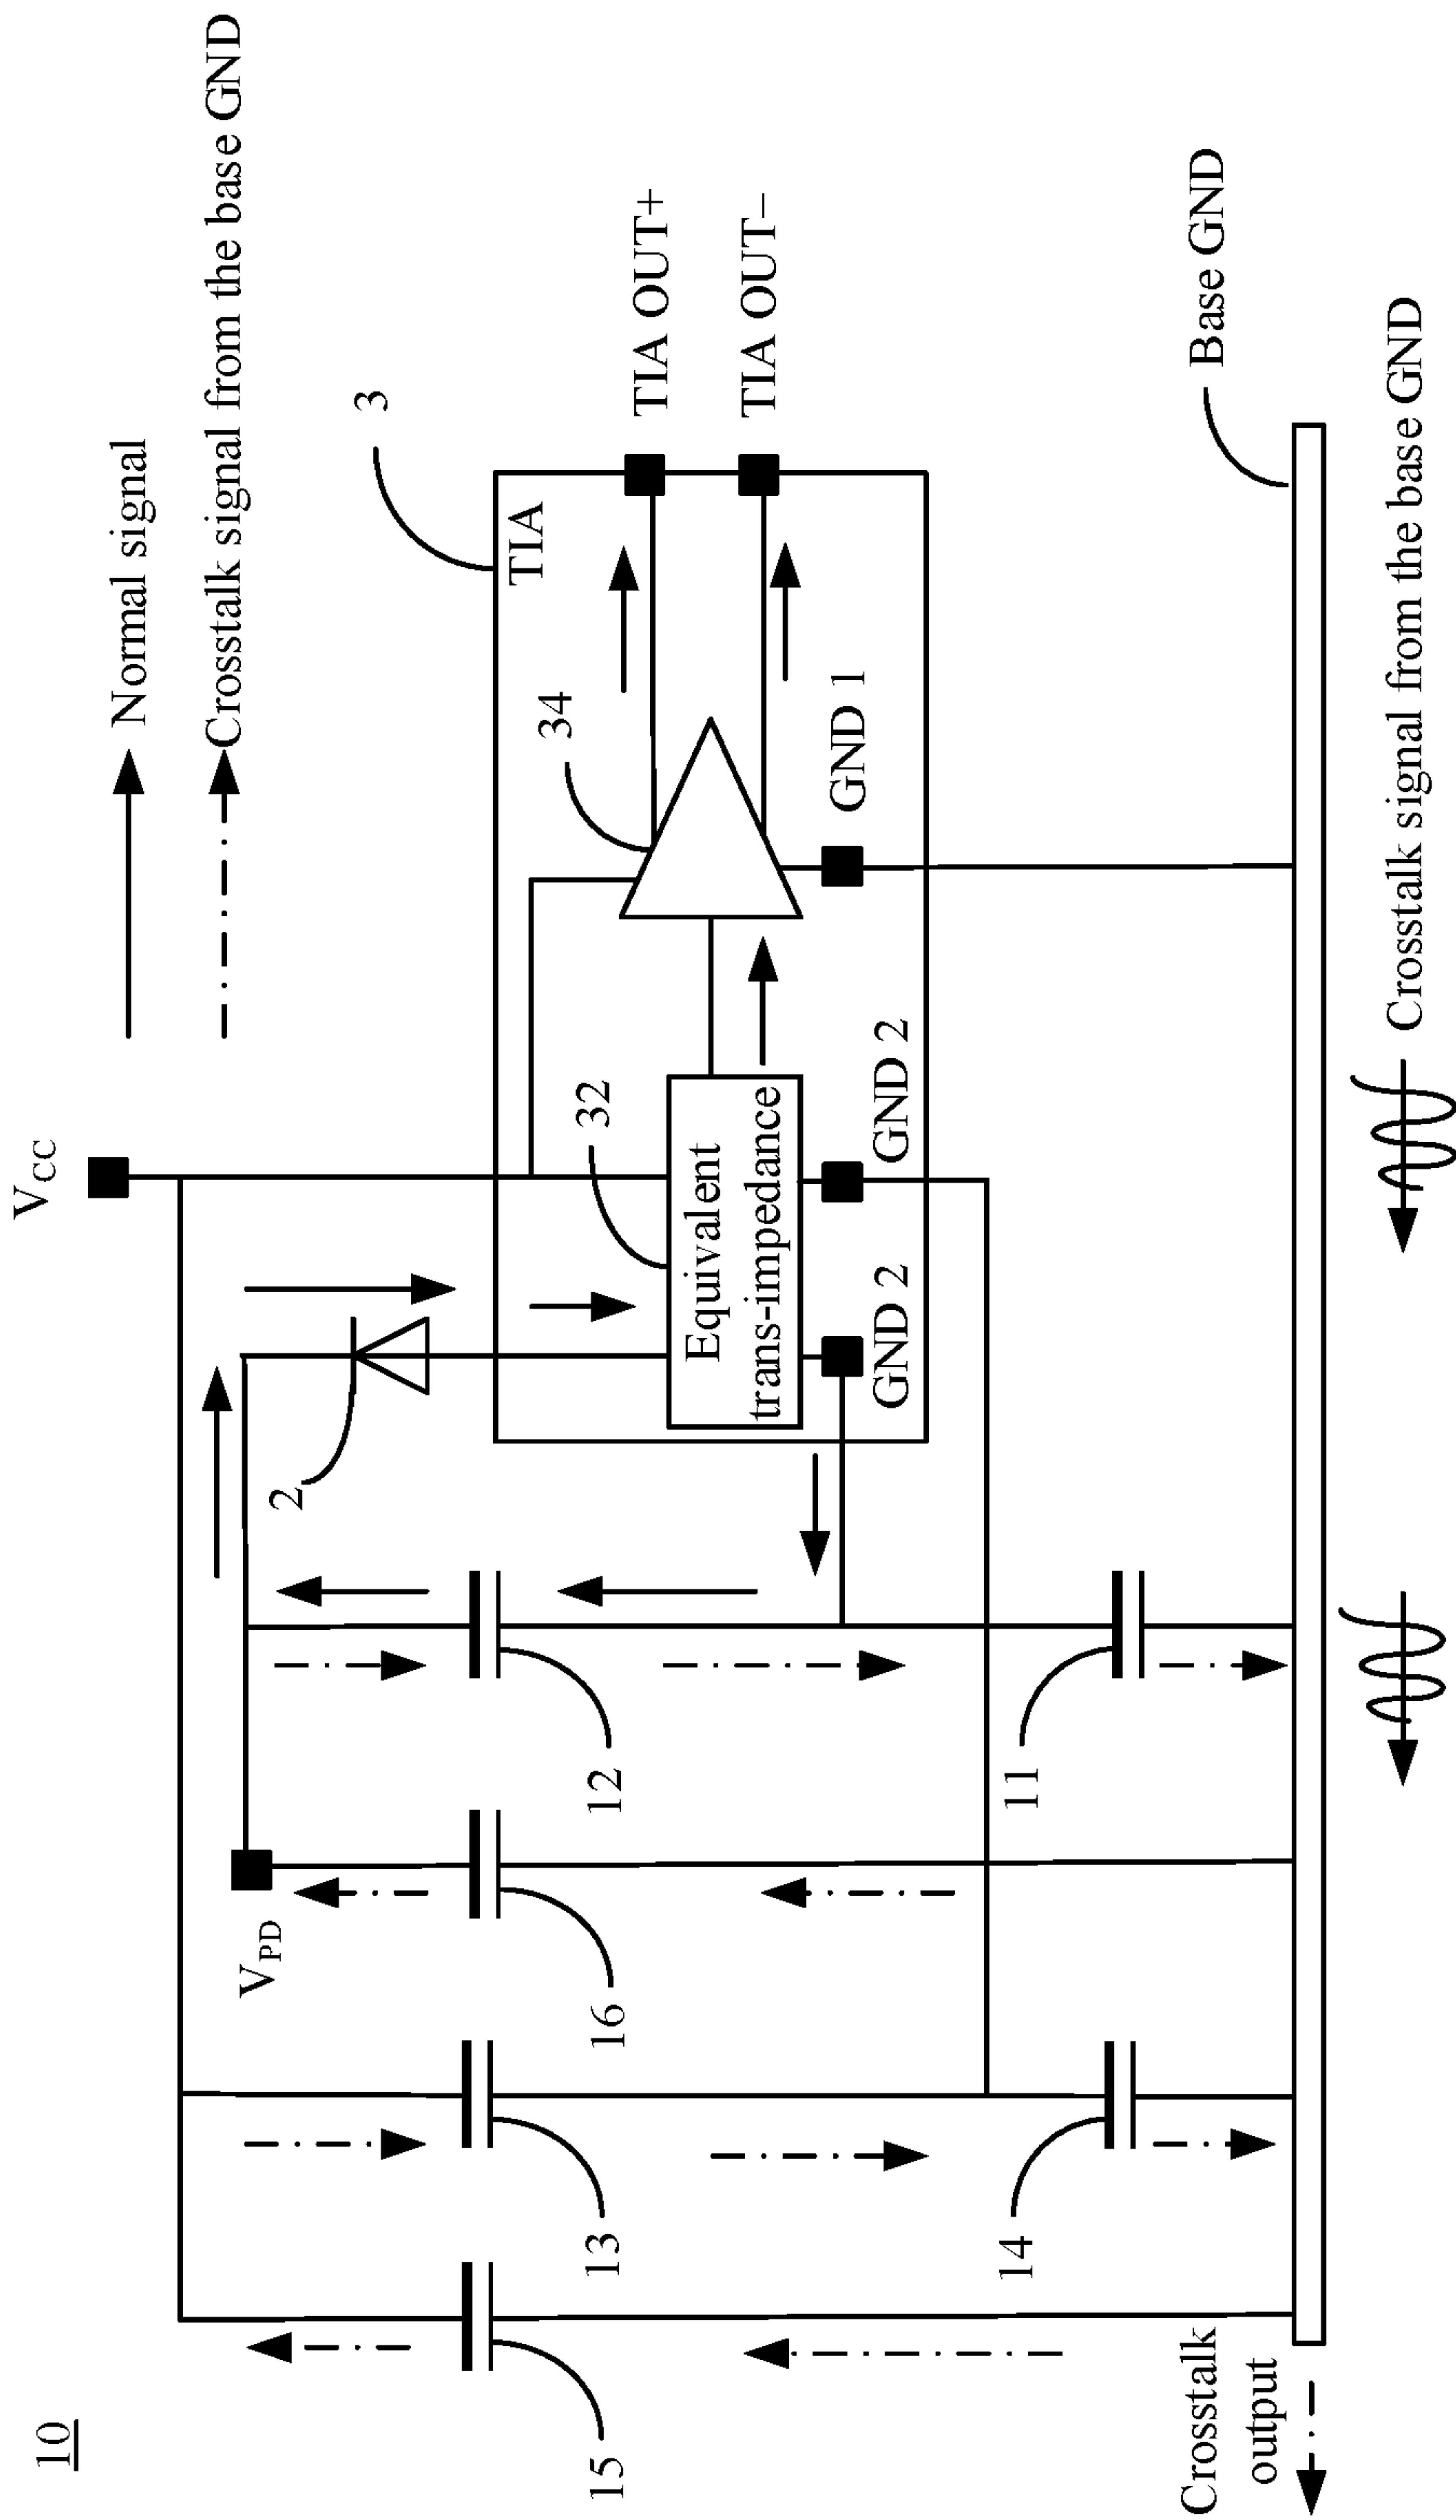 10
V_CC
Normal signal
Crosstalk signal from the base GND
V_PD
2
3
TIA
TIA OUT+
TIA OUT−
15
13
16
12
32
34
Equivalent
trans-impedance
GND 2
GND 2
GND 1
14
11
Base GND
Crosstalk
output
Crosstalk signal from the base GND